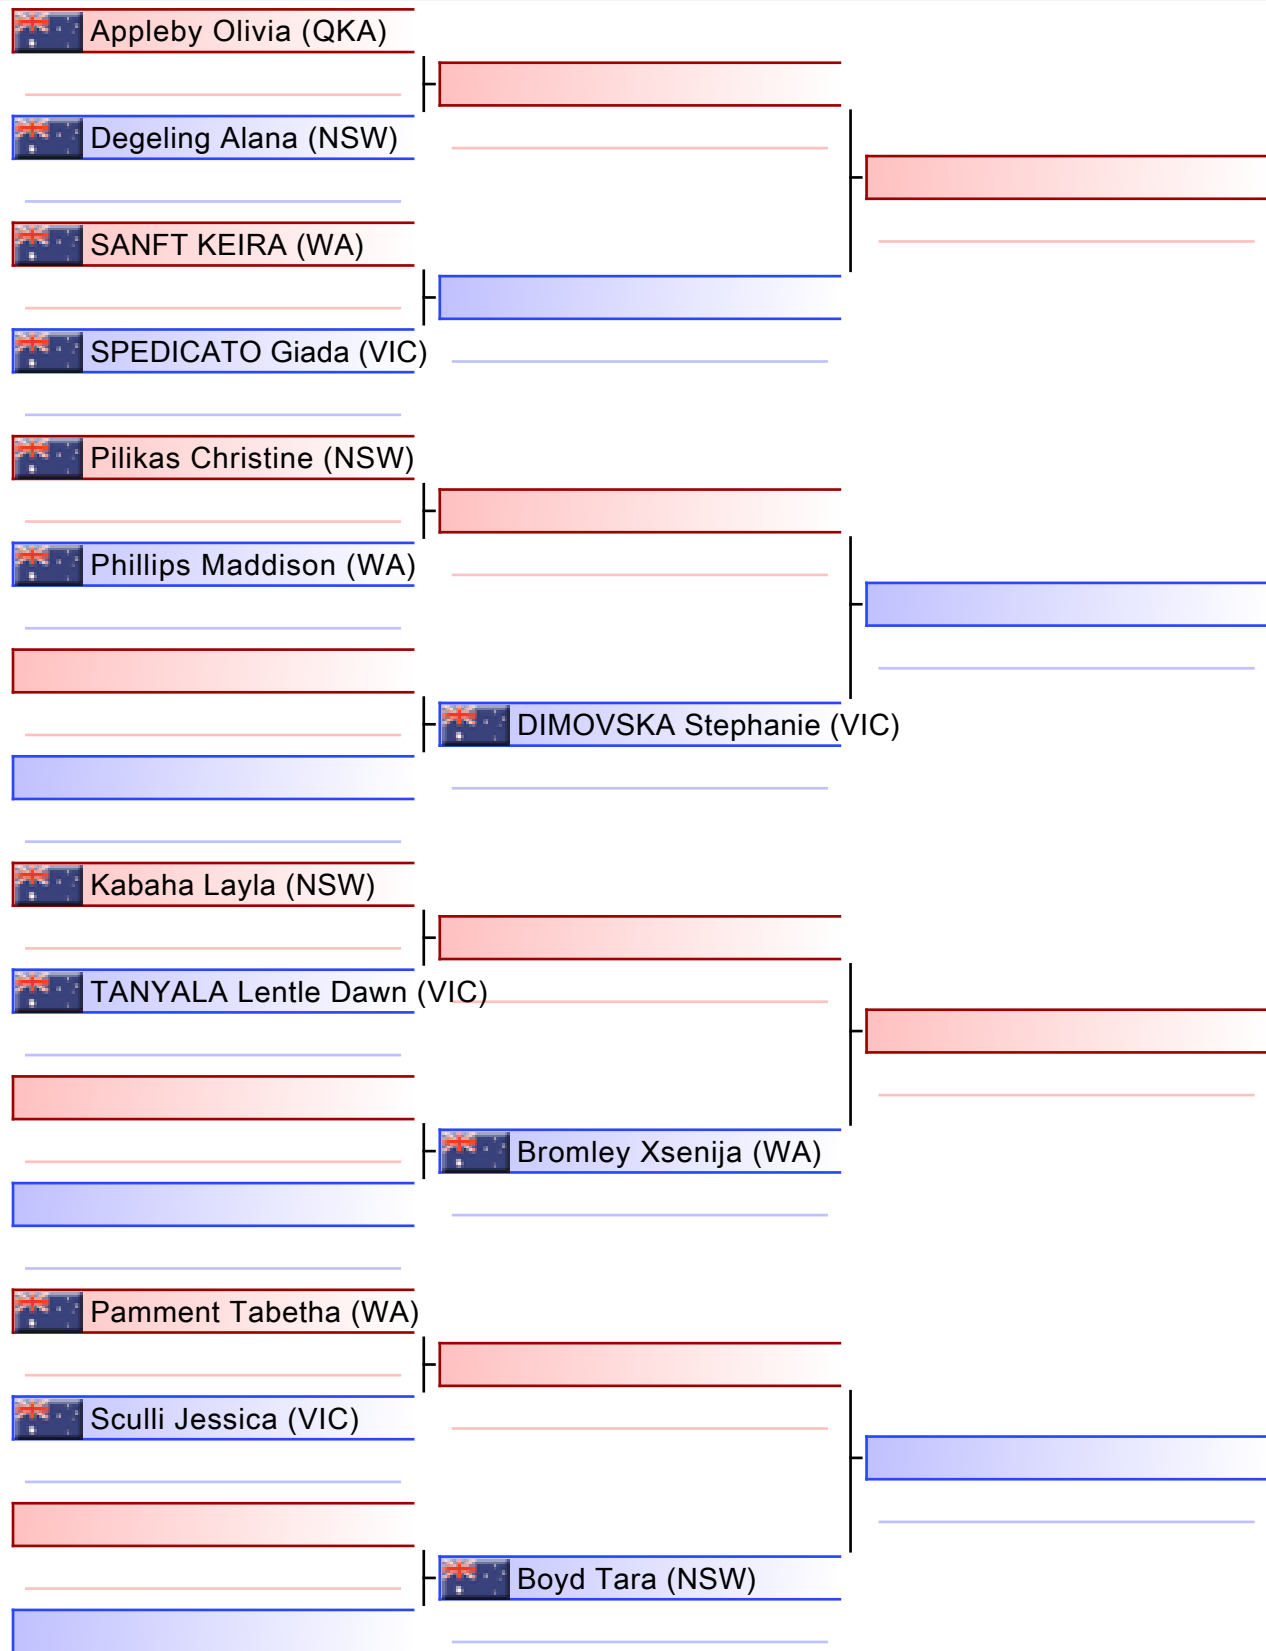 Appleby Olivia (QKA)
Degeling Alana (NSW)
SANFT KEIRA (WA)
SPEDICATO Giada (VIC)
Pilikas Christine (NSW)
Phillips Maddison (WA)
DIMOVSKA Stephanie (VIC)
Kabaha Layla (NSW)
TANYALA Lentle Dawn (VIC)
Bromley Xsenija (WA)
Pamment Tabetha (WA)
Sculli Jessica (VIC)
Boyd Tara (NSW)